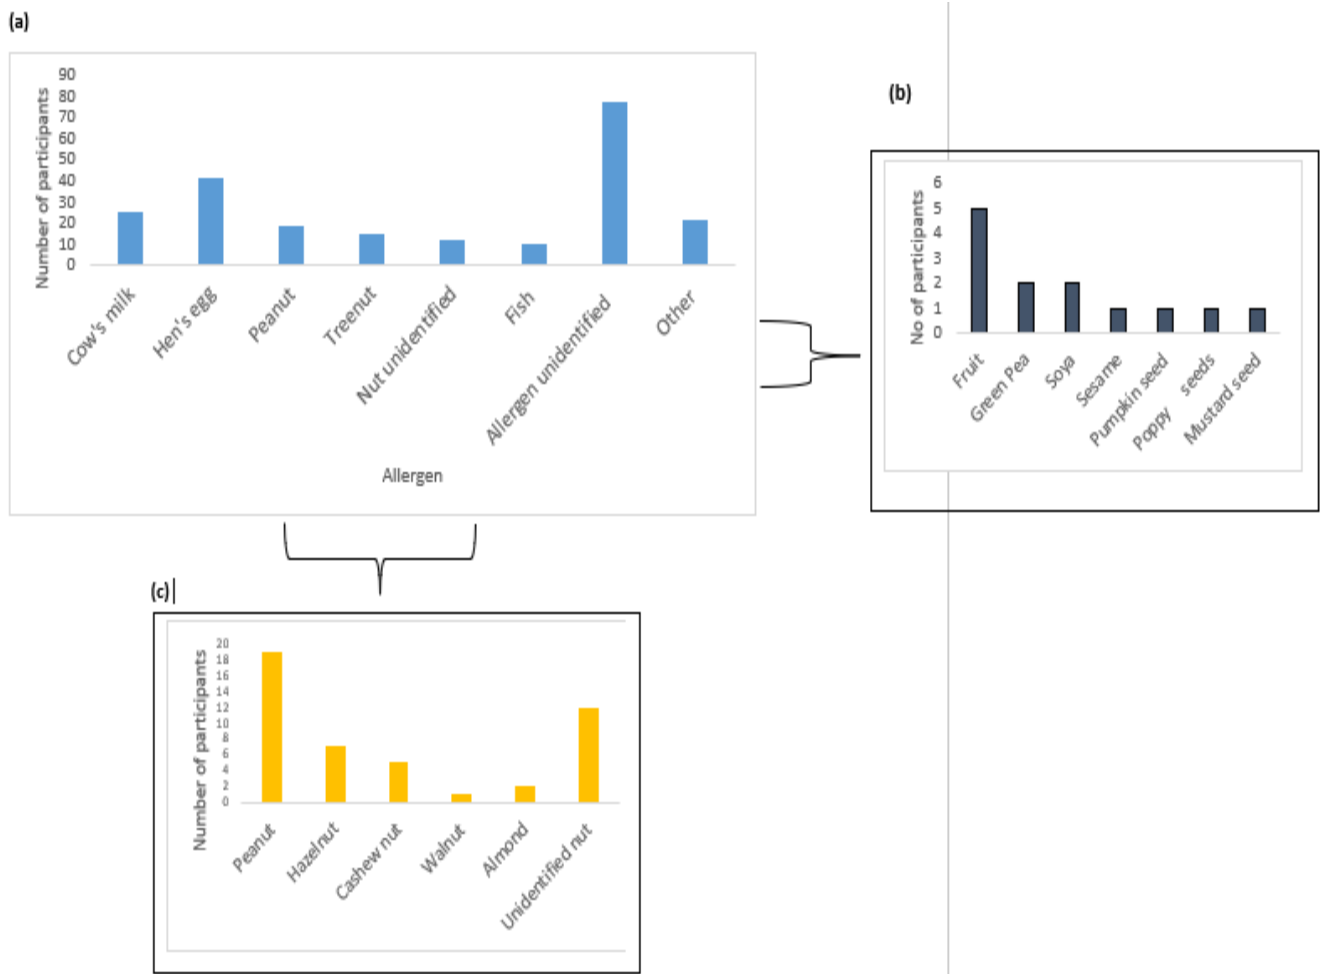 (a)
Number of participants
90
80
70
60
50
40
30
20
10
0
Cow's milk
Hen's egg
Peanut
Treenut
Nut unidentified
Fish
Allergen unidentified
Other
Allergen
(b)
No of participants
6
5
4
3
2
1
0
Fruit
Green Pea
Soya
Sesame
Pumpkin seed
Poppy seeds
Mustard seed
(c)
Number of participants
20
18
16
14
12
10
8
6
4
2
0
Peanut
Hazelnut
Cashew nut
Walnut
Almond
Unidentified nut